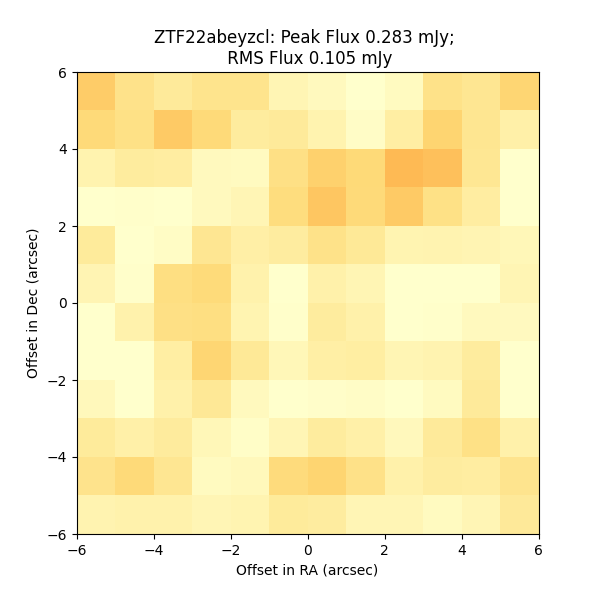 ZTF22abeyzcl: Peak Flux 0.283 mJy;
RMS Flux 0.105 mJy
6
4
2
0
−2
−4
−6
Offset in Dec (arcsec)
−6 −4 −2 0 2 4 6
Offset in RA (arcsec)